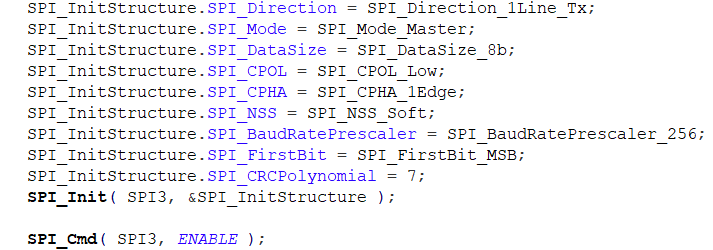 SPI_InitStructure.SPI_Direction = SPI_Direction_1Line_Tx;
SPI_InitStructure.SPI_Mode = SPI_Mode_Master;
SPI_InitStructure.SPI_DataSize = SPI_DataSize_8b;
SPI_InitStructure.SPI_CPOL = SPI_CPOL_Low;
SPI_InitStructure.SPI_CPHA = SPI_CPHA_1Edge;
SPI_InitStructure.SPI_NSS = SPI_NSS_Soft;
SPI_InitStructure.SPI_BaudRatePrescaler = SPI_BaudRatePrescaler_256;
SPI_InitStructure.SPI_FirstBit = SPI_FirstBit_MSB;
SPI_InitStructure.SPI_CRCPolynomial = 7;
SPI_Init( SPI3, &SPI_InitStructure );
SPI_Cmd( SPI3, ENABLE );